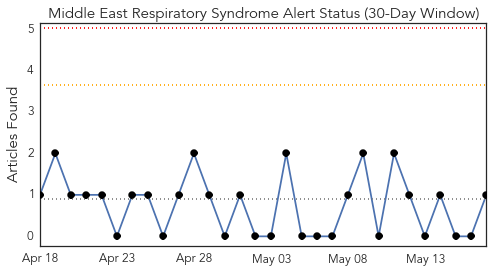 Middle East Respiratory Syndrome Alert Status (30-Day Window)
5
4
3
2
1
0
Articles Found
Apr 18 Apr 23 Apr 28 May 03 May 08 May 13